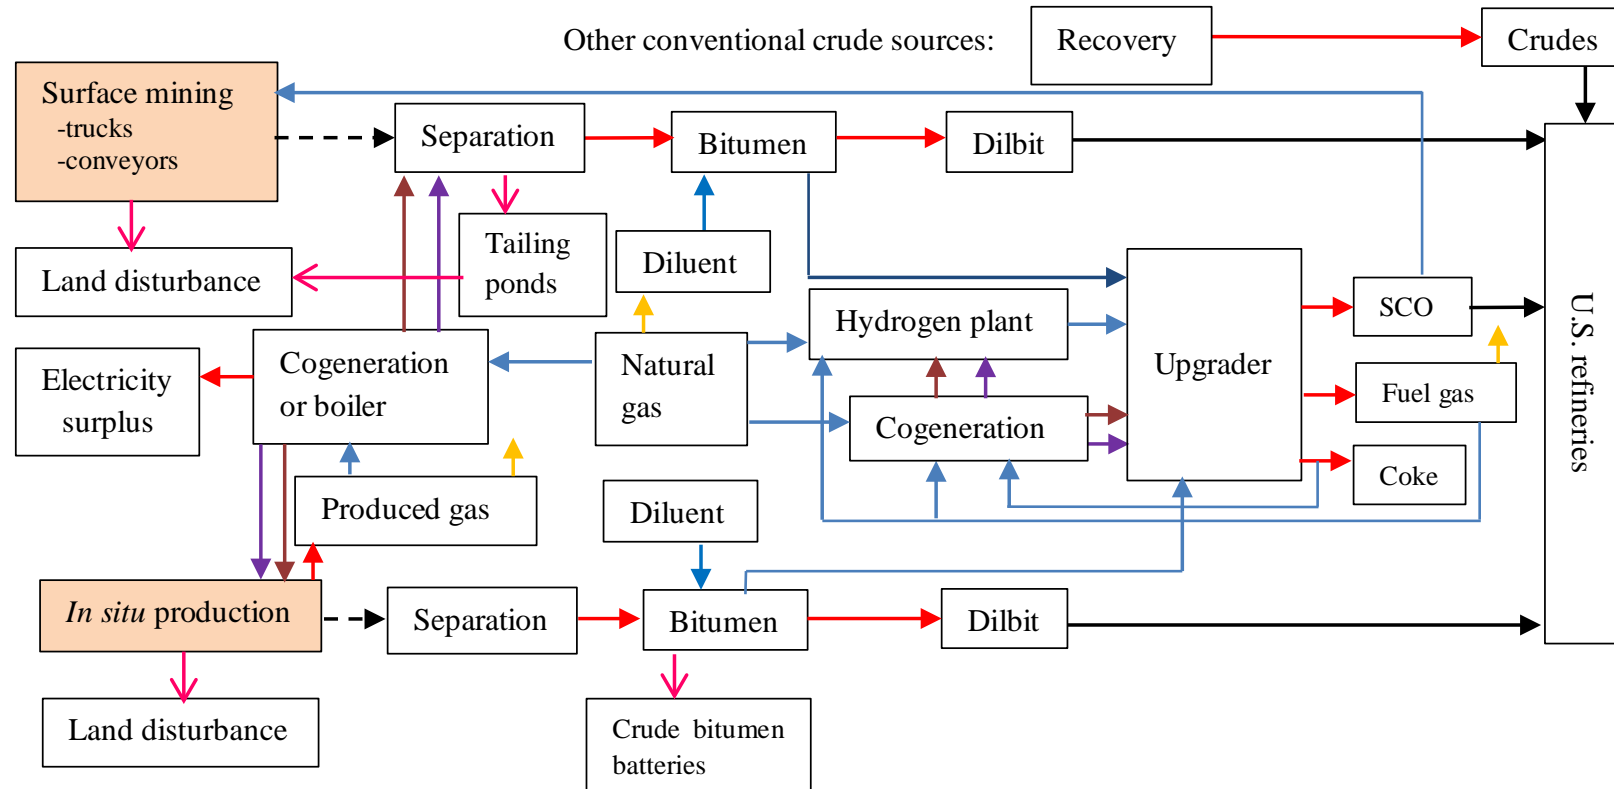 Other conventional crude sources:
Recovery
Crudes
Surface mining
-trucks
-conveyors
Separation
Bitumen
Dilbit
Land disturbance
Tailing
ponds
Diluent
Hydrogen plant
Upgrader
SCO
U.S. refineries
Electricity
surplus
Cogeneration
or boiler
Natural
gas
Cogeneration
Fuel gas
Coke
Produced gas
Diluent
In situ production
Separation
Bitumen
Dilbit
Land disturbance
Crude bitumen
batteries